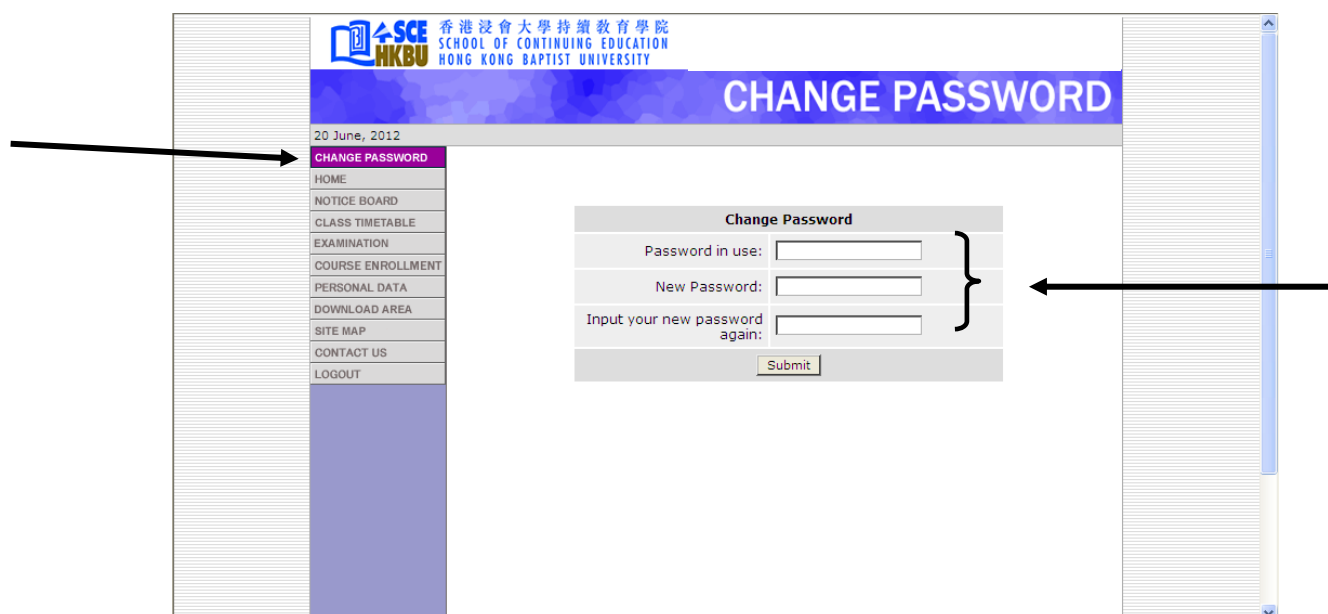 SCE 香港浸會大學持續教育學院
HKBU SCHOOL OF CONTINUING EDUCATION
HONG KONG BAPTIST UNIVERSITY
CHANGE PASSWORD
20 June, 2012
CHANGE PASSWORD
HOME
NOTICE BOARD
CLASS TIMETABLE
EXAMINATION
COURSE ENROLLMENT
PERSONAL DATA
DOWNLOAD AREA
SITE MAP
CONTACT US
LOGOUT
Change Password
Password in use:
New Password:
Input your new password
again:
Submit